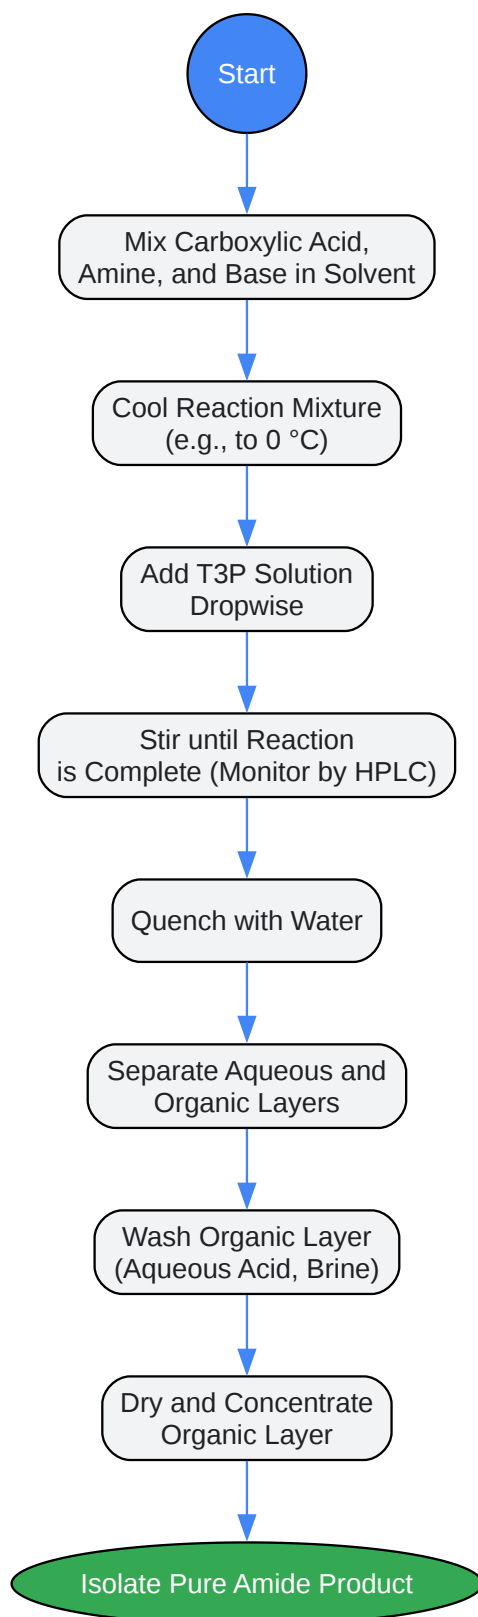 Start
Mix Carboxylic Acid,
Amine, and Base in Solvent
Cool Reaction Mixture
(e.g., to 0 °C)
Add T3P Solution
Dropwise
Stir until Reaction
is Complete (Monitor by HPLC)
Quench with Water
Separate Aqueous and
Organic Layers
Wash Organic Layer
(Aqueous Acid, Brine)
Dry and Concentrate
Organic Layer
Isolate Pure Amide Product